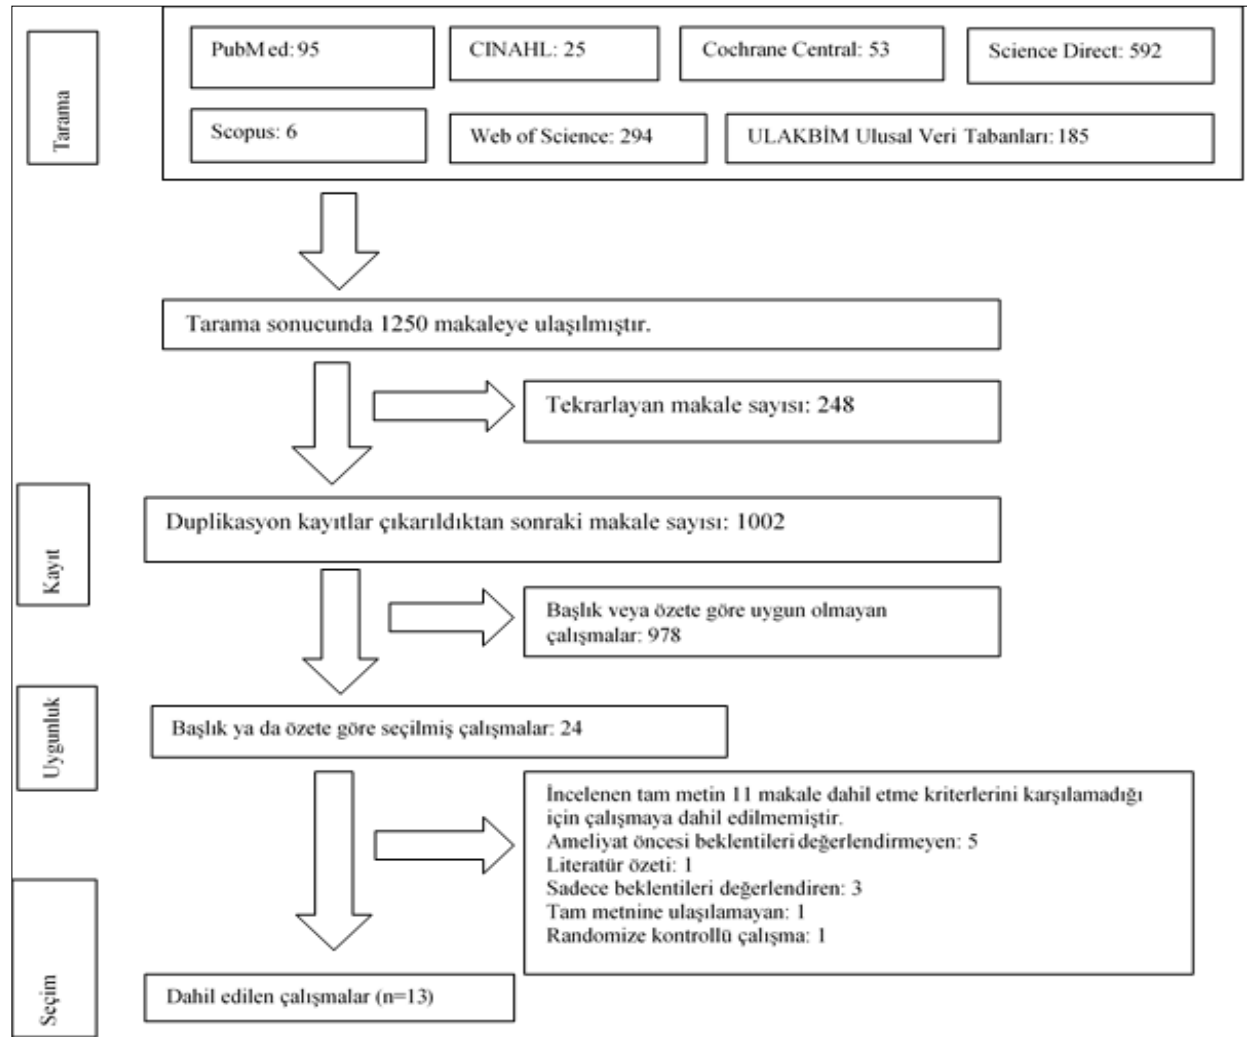 Tarama
PubMed: 95
CINAHL: 25
Cochrane Central: 53
Science Direct: 592
Scopus: 6
Web of Science: 294
ULAKBİM Ulusal Veri Tabanları: 185
Tarama sonucunda 1250 makaleye ulaşılmıştır.
Tekrarlayan makale sayısı: 248
Kayıt
Duplikasyon kayıtlar çıkarıldıktan sonraki makale sayısı: 1002
Başlık veya özete göre uygun olmayan
çalışmalar: 978
Uygunluk
Başlık ya da özete göre seçilmiş çalışmalar: 24
İncelenen tam metin 11 makale dahil etme kriterlerini karşılamadığı
için çalışmaya dahil edilmemiştir.
Ameliyat öncesi beklentileri değerlendirmeyen: 5
Literatür özeti: 1
Sadece beklentileri değerlendiren: 3
Tam metnine ulaşılamayan: 1
Randomize kontrollü çalışma: 1
Seçim
Dahil edilen çalışmalar (n=13)